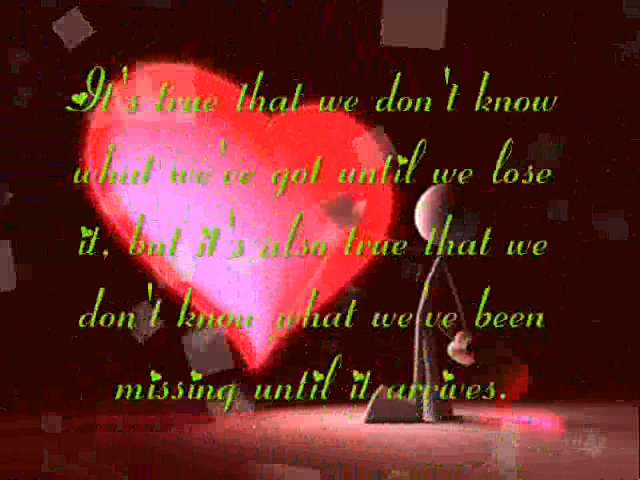 It's true that we don't know
what we've got until we lose
it, but it's also true that we
don't know what we've been
missing until it arrives.